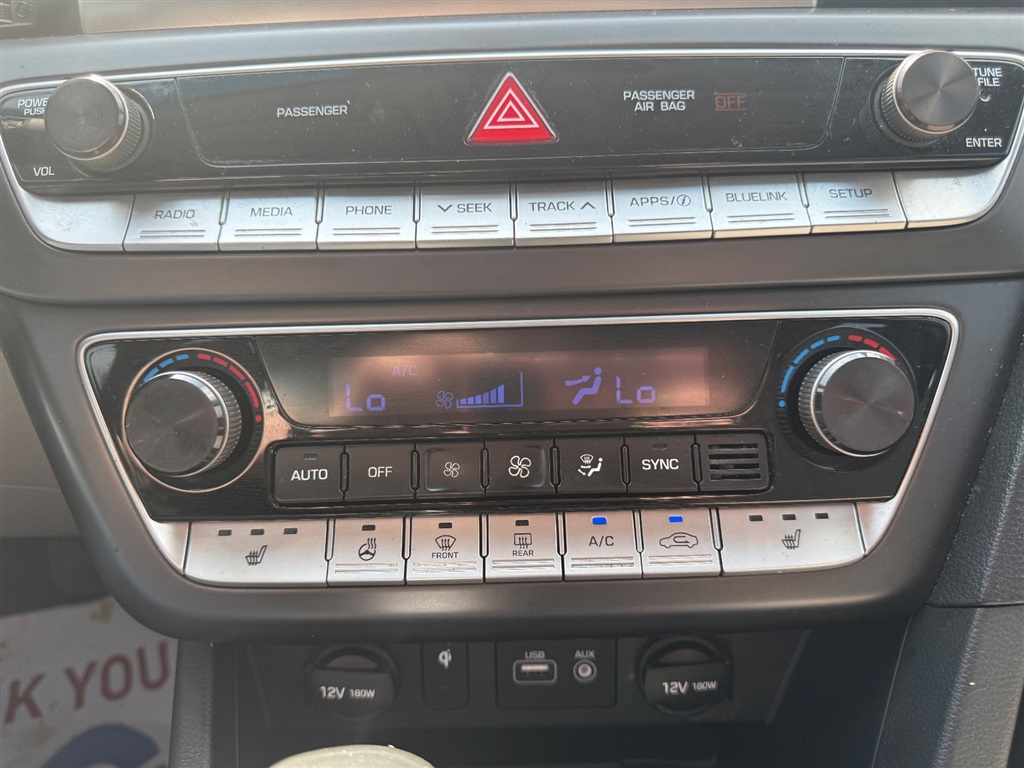 POWER
PUSH
VOL
PASSENGER
PASSENGER
AIR BAG
OFF
TUNE
FILE
ENTER
RADIO
MEDIA
PHONE
SEEK
TRACK
APPS/i
BLUELINK
SETUP
A/C
Lo
Lo
AUTO
OFF
SYNC
FRONT
REAR
A/C
USB
AUX
12V 180W
12V 180W
K YOU